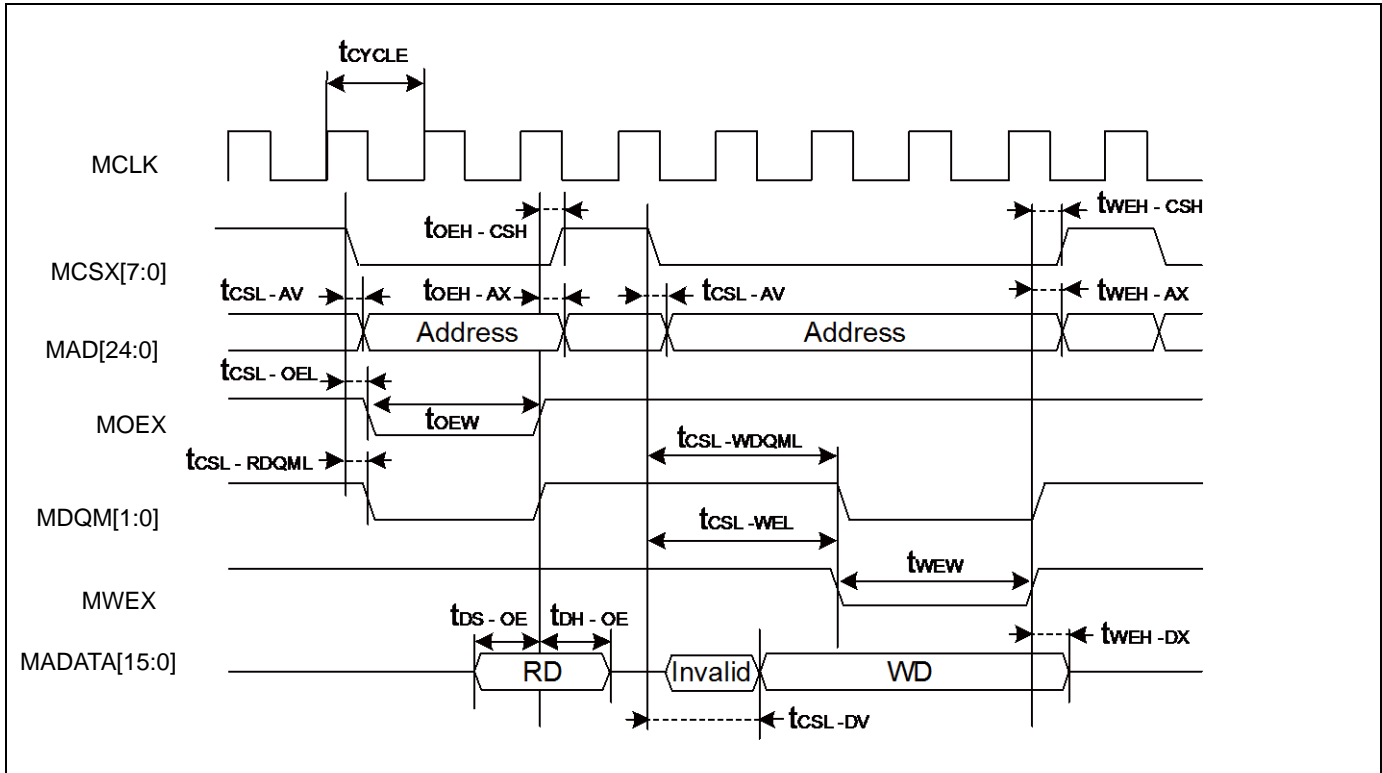 tCYCLE
MCLK
tOEH - CSH
tWEH - CSH
MCSX[7:0]
tCSL - AV
tOEH - AX
tCSL - AV
tWEH - AX
MAD[24:0]
Address
Address
tCSL - OEL
MOEX
tOEW
tCSL -WDQML
tCSL - RDQML
MDQM[1:0]
tCSL -WEL
tWEW
MWEX
tDS - OE
tDH - OE
tWEH -DX
MADATA[15:0]
RD
Invalid
WD
tCSL -DV